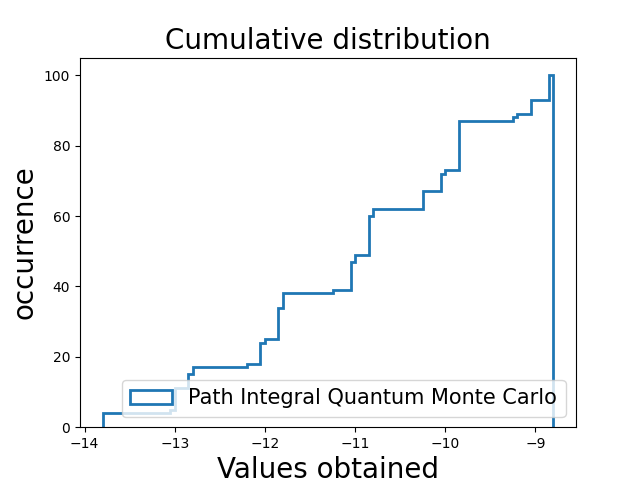 Cumulative distribution
occurrence
100
80
60
40
20
0
Path Integral Quantum Monte Carlo
−14 −13 −12 −11 −10 −9
Values obtained